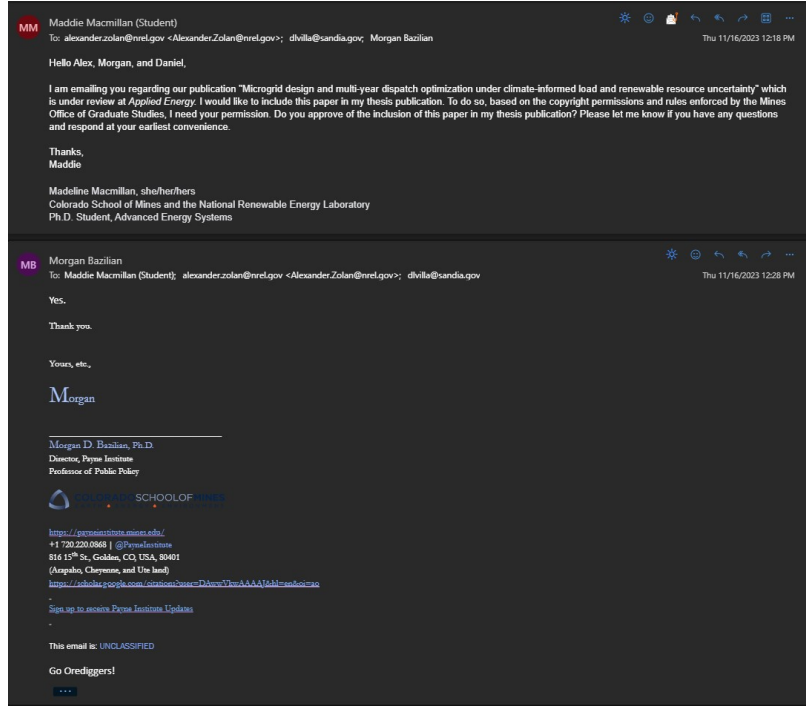 MM
Maddie Macmillan (Student)
To: alexander.zolan@nrel.gov <Alexander.Zolan@nrel.gov>; dlvilla@sandia.gov; Morgan Bazilian
Thu 11/16/2023 12:18 PM
Hello Alex, Morgan, and Daniel,
I am emailing you regarding our publication "Microgrid design and multi-year dispatch optimization under climate-informed load and renewable resource uncertainty" which
is under review at Applied Energy. I would like to include this paper in my thesis publication. To do so, based on the copyright permissions and rules enforced by the Mines
Office of Graduate Studies, I need your permission. Do you approve of the inclusion of this paper in my thesis publication? Please let me know if you have any questions
and respond at your earliest convenience.
Thanks,
Maddie
Madeline Macmillan, she/her/hers
Colorado School of Mines and the National Renewable Energy Laboratory
Ph.D. Student, Advanced Energy Systems
MB
Morgan Bazilian
To: Maddie Macmillan (Student); alexander.zolan@nrel.gov <Alexander.Zolan@nrel.gov>; dlvilla@sandia.gov
Thu 11/16/2023 12:28 PM
Yes.
Thank you.
Yours, etc.,
Morgan
Morgan D. Bazilian, Ph.D.
Director, Payne Institute
Professor of Public Policy
COLORADOSCHOOLOFMINES
https://payneinstitute.mines.edu/
+1 720.220.0868 | @PayneInstitute
816 15th St., Golden, CO, USA, 80401
(Arapaho, Cheyenne, and Ute land)
Sign up to receive Payne Institute Updates
This email is: UNCLASSIFIED
Go Orediggers!